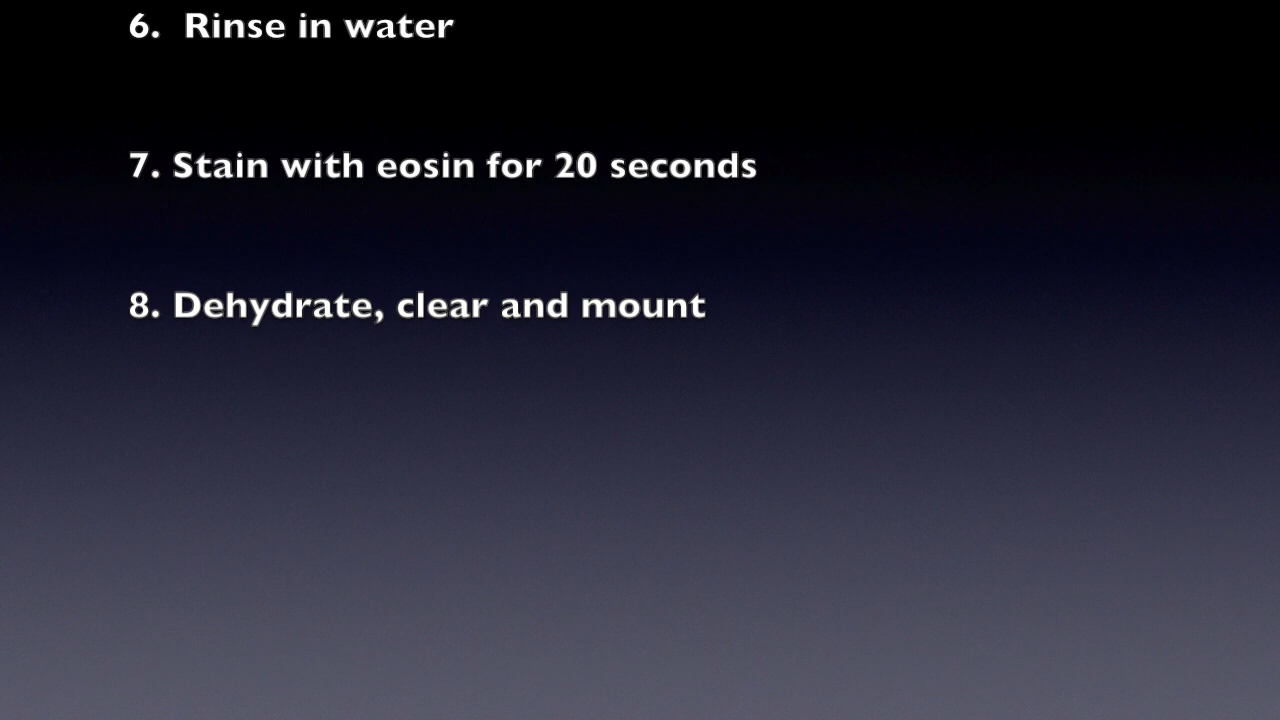 6. Rinse in water
7. Stain with eosin for 20 seconds
8. Dehydrate, clear and mount